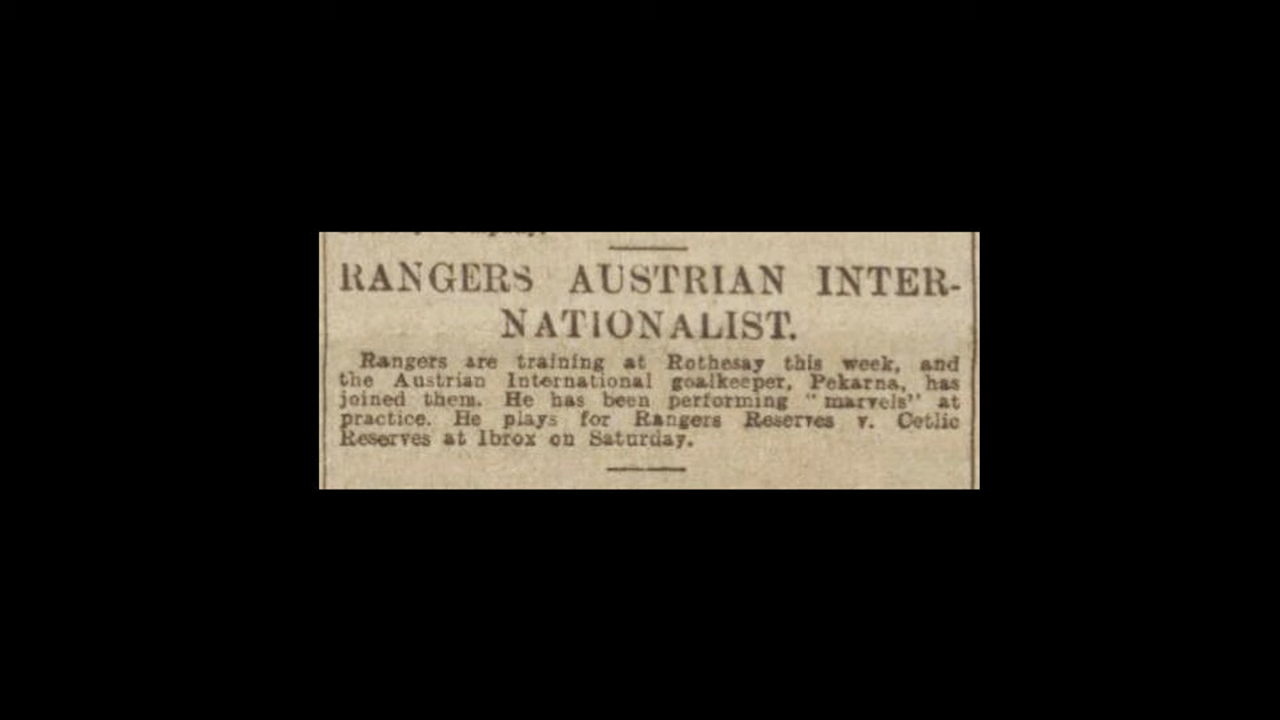 RANGERS AUSTRIAN INTER-
NATIONALIST.
Rangers are training at Rothesay this week, and
the Austrian International goalkeeper, Pekarna, has
joined them. He has been performing "marvels" at
practice. He plays for Rangers Reserves v. Cetlic
Reserves at Ibrox on Saturday.